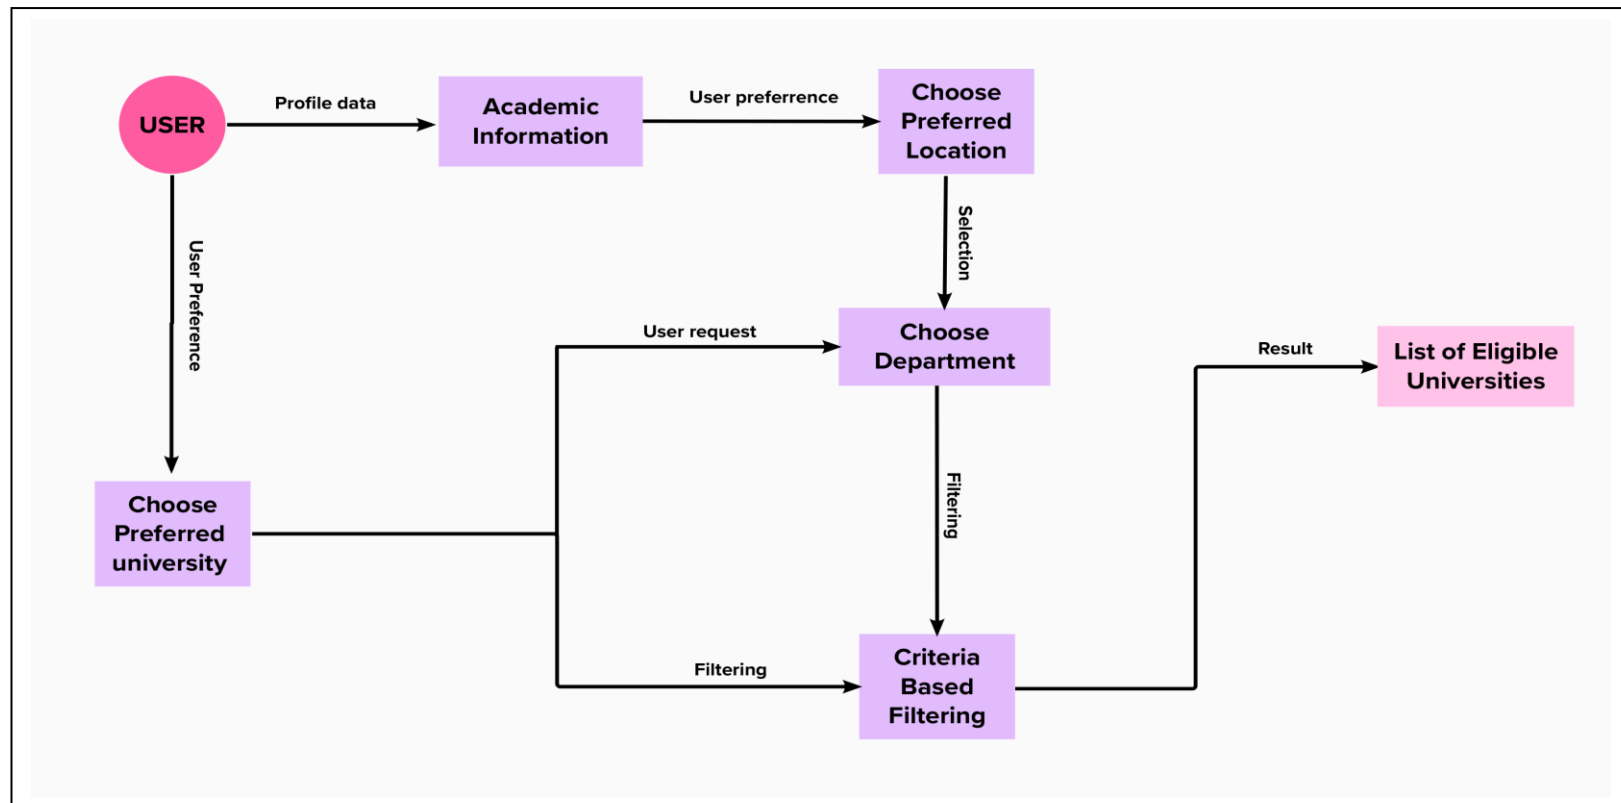 USER
Profile data
Academic
Information
User preferrence
Choose
Preferred
Location
Selection
User Preference
User request
Choose
Department
Result
List of Eligible
Universities
Choose
Preferred
university
Filtering
Filtering
Criteria
Based
Filtering